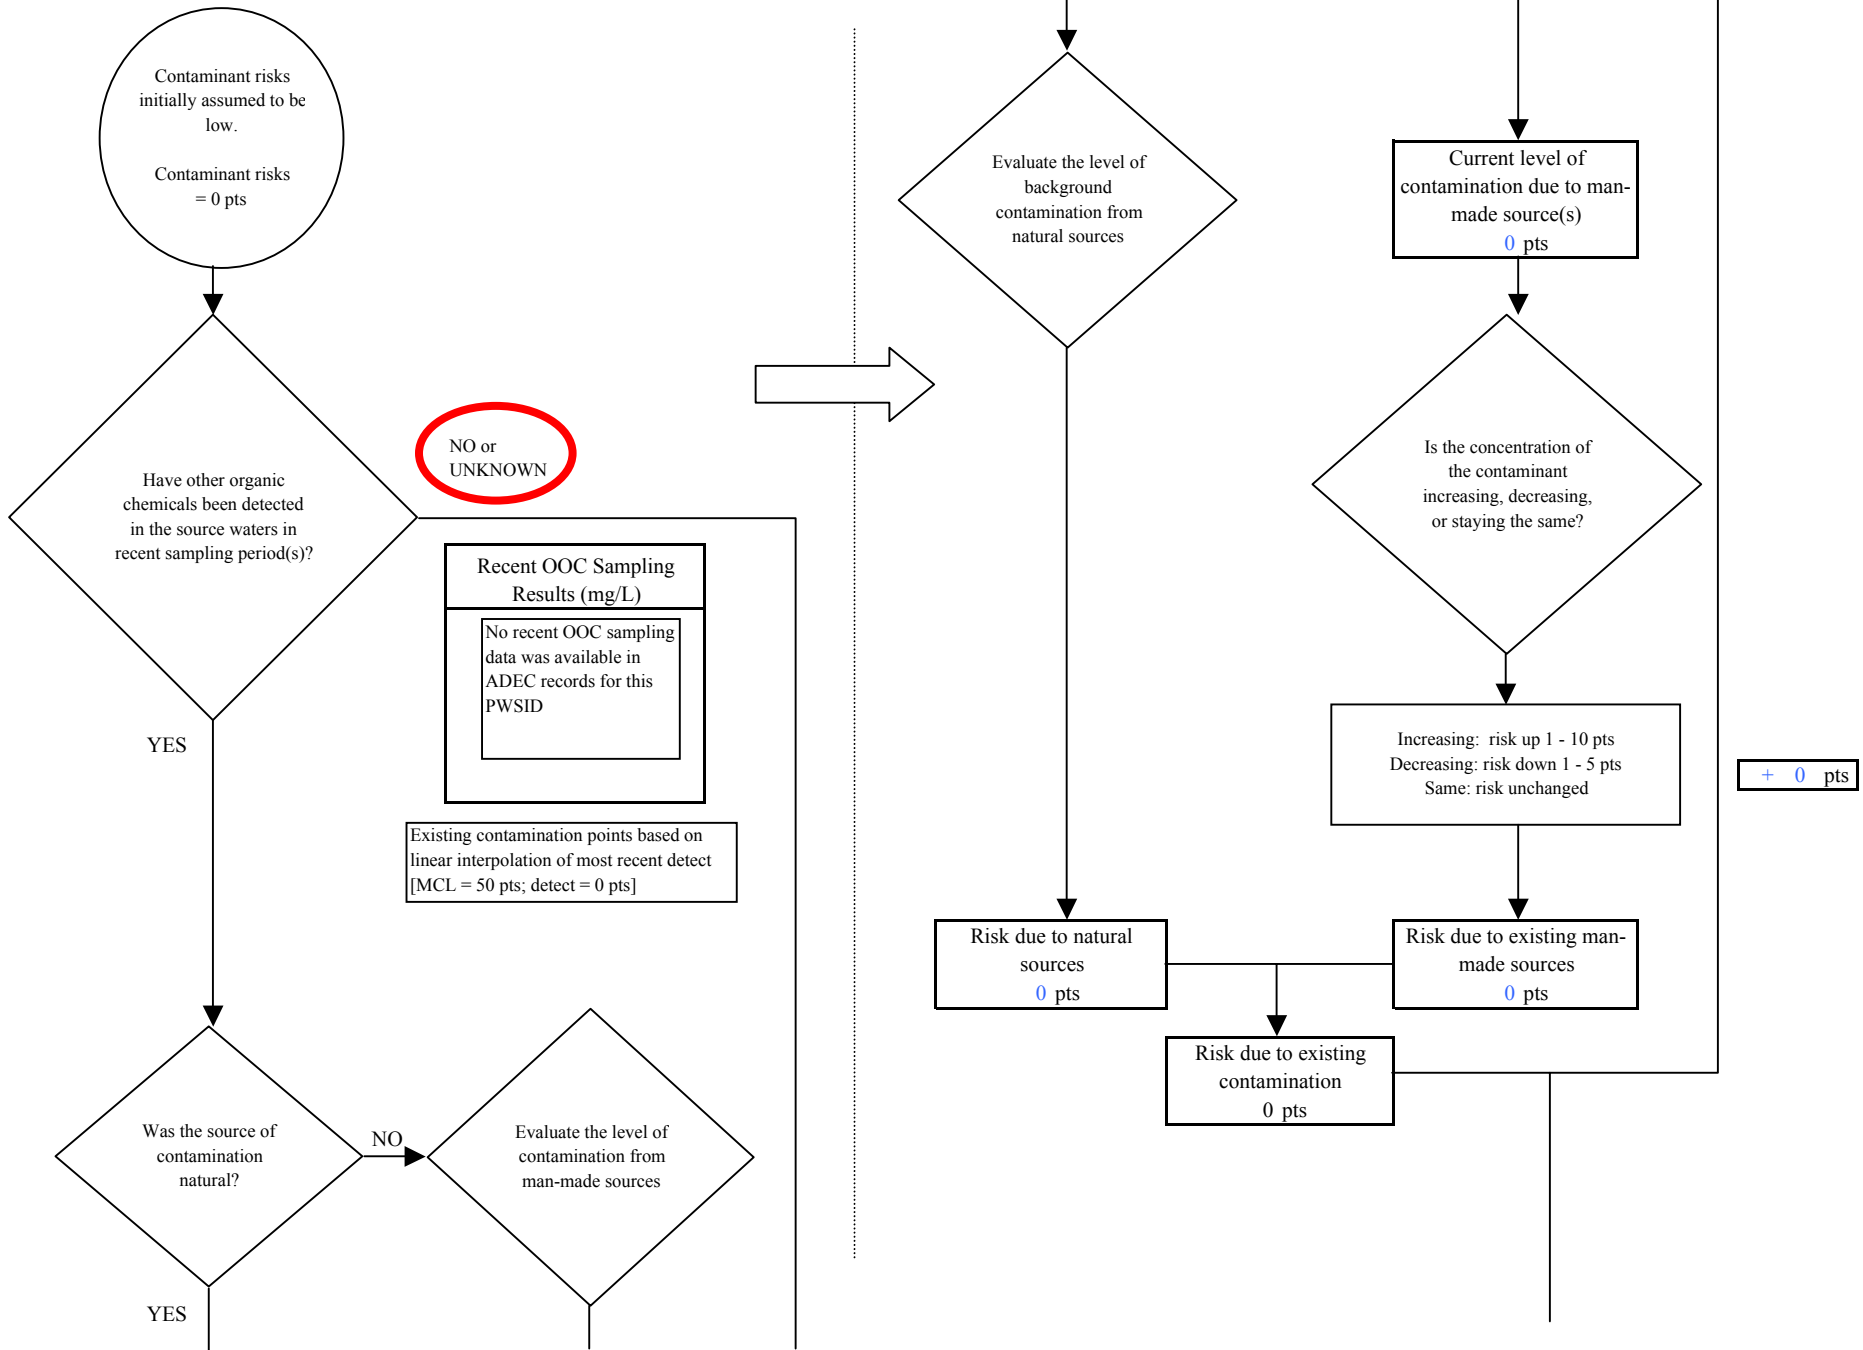 Contaminant risks
initially assumed to be
low.
Contaminant risks
= 0 pts
Have other organic
chemicals been detected
in the source waters in
recent sampling period(s)?
NO or
UNKNOWN
Recent OOC Sampling
Results (mg/L)
No recent OOC sampling
data was available in
ADEC records for this
PWSID
YES
Existing contamination points based on
linear interpolation of most recent detect
[MCL = 50 pts; detect = 0 pts]
Was the source of
contamination
natural?
NO
Evaluate the level of
contamination from
man-made sources
YES
Evaluate the level of
background
contamination from
natural sources
Current level of
contamination due to man-
made source(s)
0 pts
Is the concentration of
the contaminant
increasing, decreasing,
or staying the same?
Increasing: risk up 1 - 10 pts
Decreasing: risk down 1 - 5 pts
Same: risk unchanged
+ 0 pts
Risk due to natural
sources
0 pts
Risk due to existing man-
made sources
0 pts
Risk due to existing
contamination
0 pts